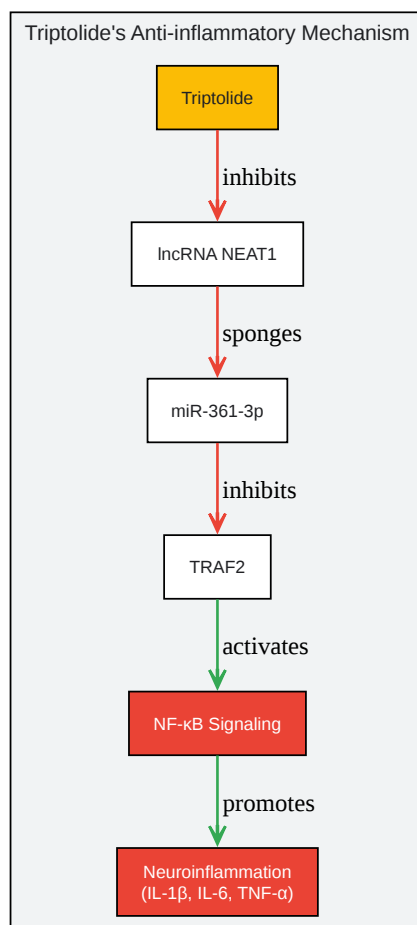 Triptolide's Anti-inflammatory Mechanism
Triptolide
inhibits
lncRNA NEAT1
sponges
miR-361-3p
inhibits
TRAF2
activates
NF-κB Signaling
promotes
Neuroinflammation
(IL-1β, IL-6, TNF-α)